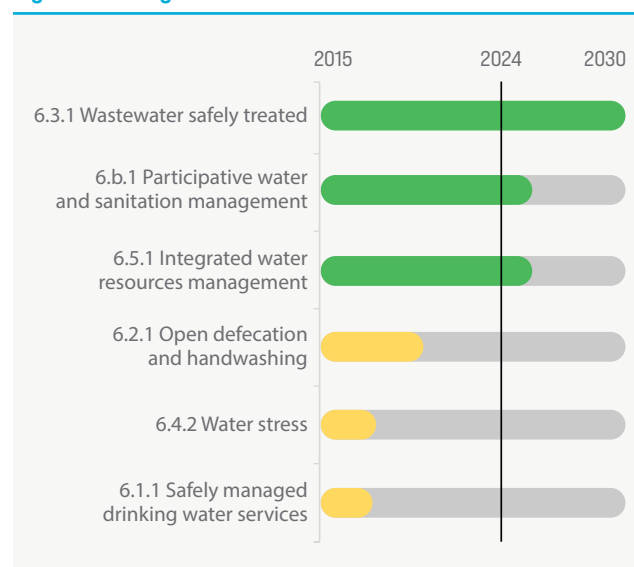 2015 2024 2030
6.3.1 Wastewater safely treated
6.b.1 Participative water
and sanitation management
6.5.1 Integrated water
resources management
6.2.1 Open defecation
and handwashing
6.4.2 Water stress
6.1.1 Safely managed
drinking water services